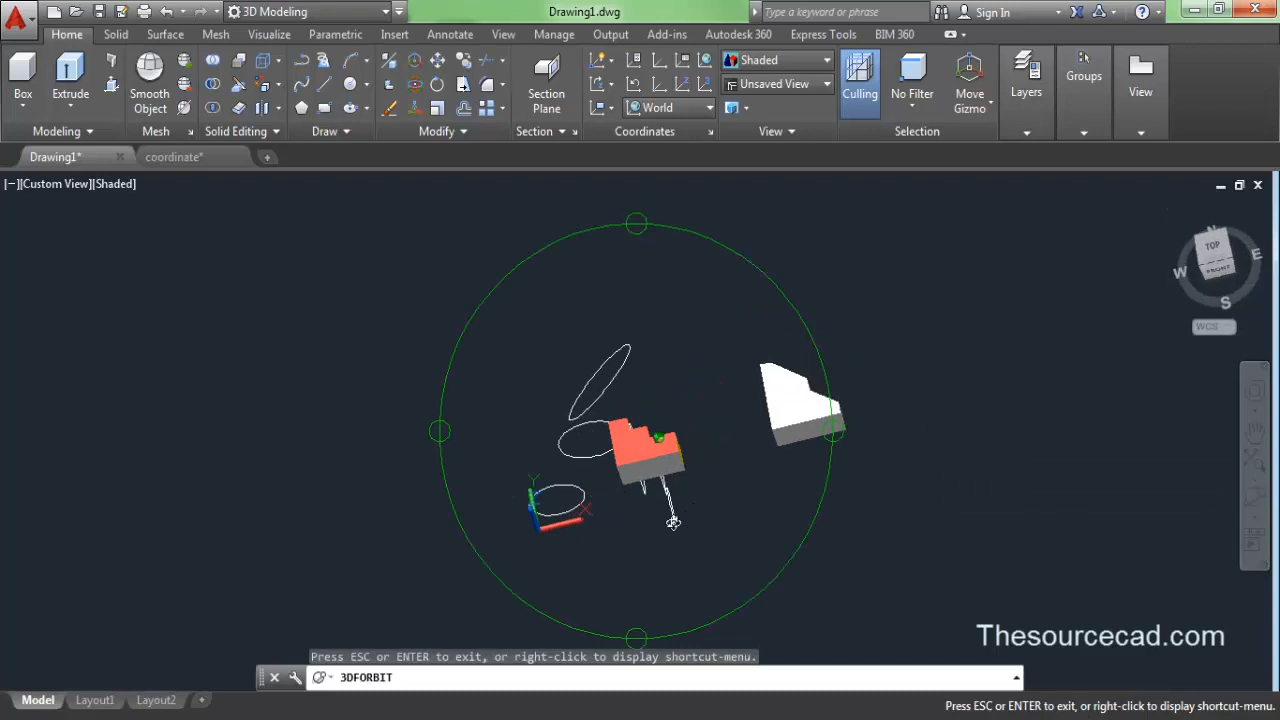 3D Modeling
Drawing1.dwg
Type a keyword or phrase
Sign In
Home Solid Surface Mesh Visualize Parametric Insert Annotate View Manage Output Add-ins Autodesk 360 Express Tools BIM 360
Shaded
Unsaved View
World
Box
Extrude
Smooth
Object
Section
Plane
Culling
No Filter
Move
Gizmo
Layers
Groups
View
Modeling Mesh Solid Editing Draw Modify Section Coordinates View Selection
Drawing1* coordinate*
[−][Custom View][Shaded]
N
TOP
W
E
S
WCS
Y
X
Thesourcecad.com
Press ESC or ENTER to exit, or right-click to display shortcut-menu.
3DFORBIT
Model Layout1 Layout2
Press ESC or ENTER to exit, or right-click to display shortcut-menu.